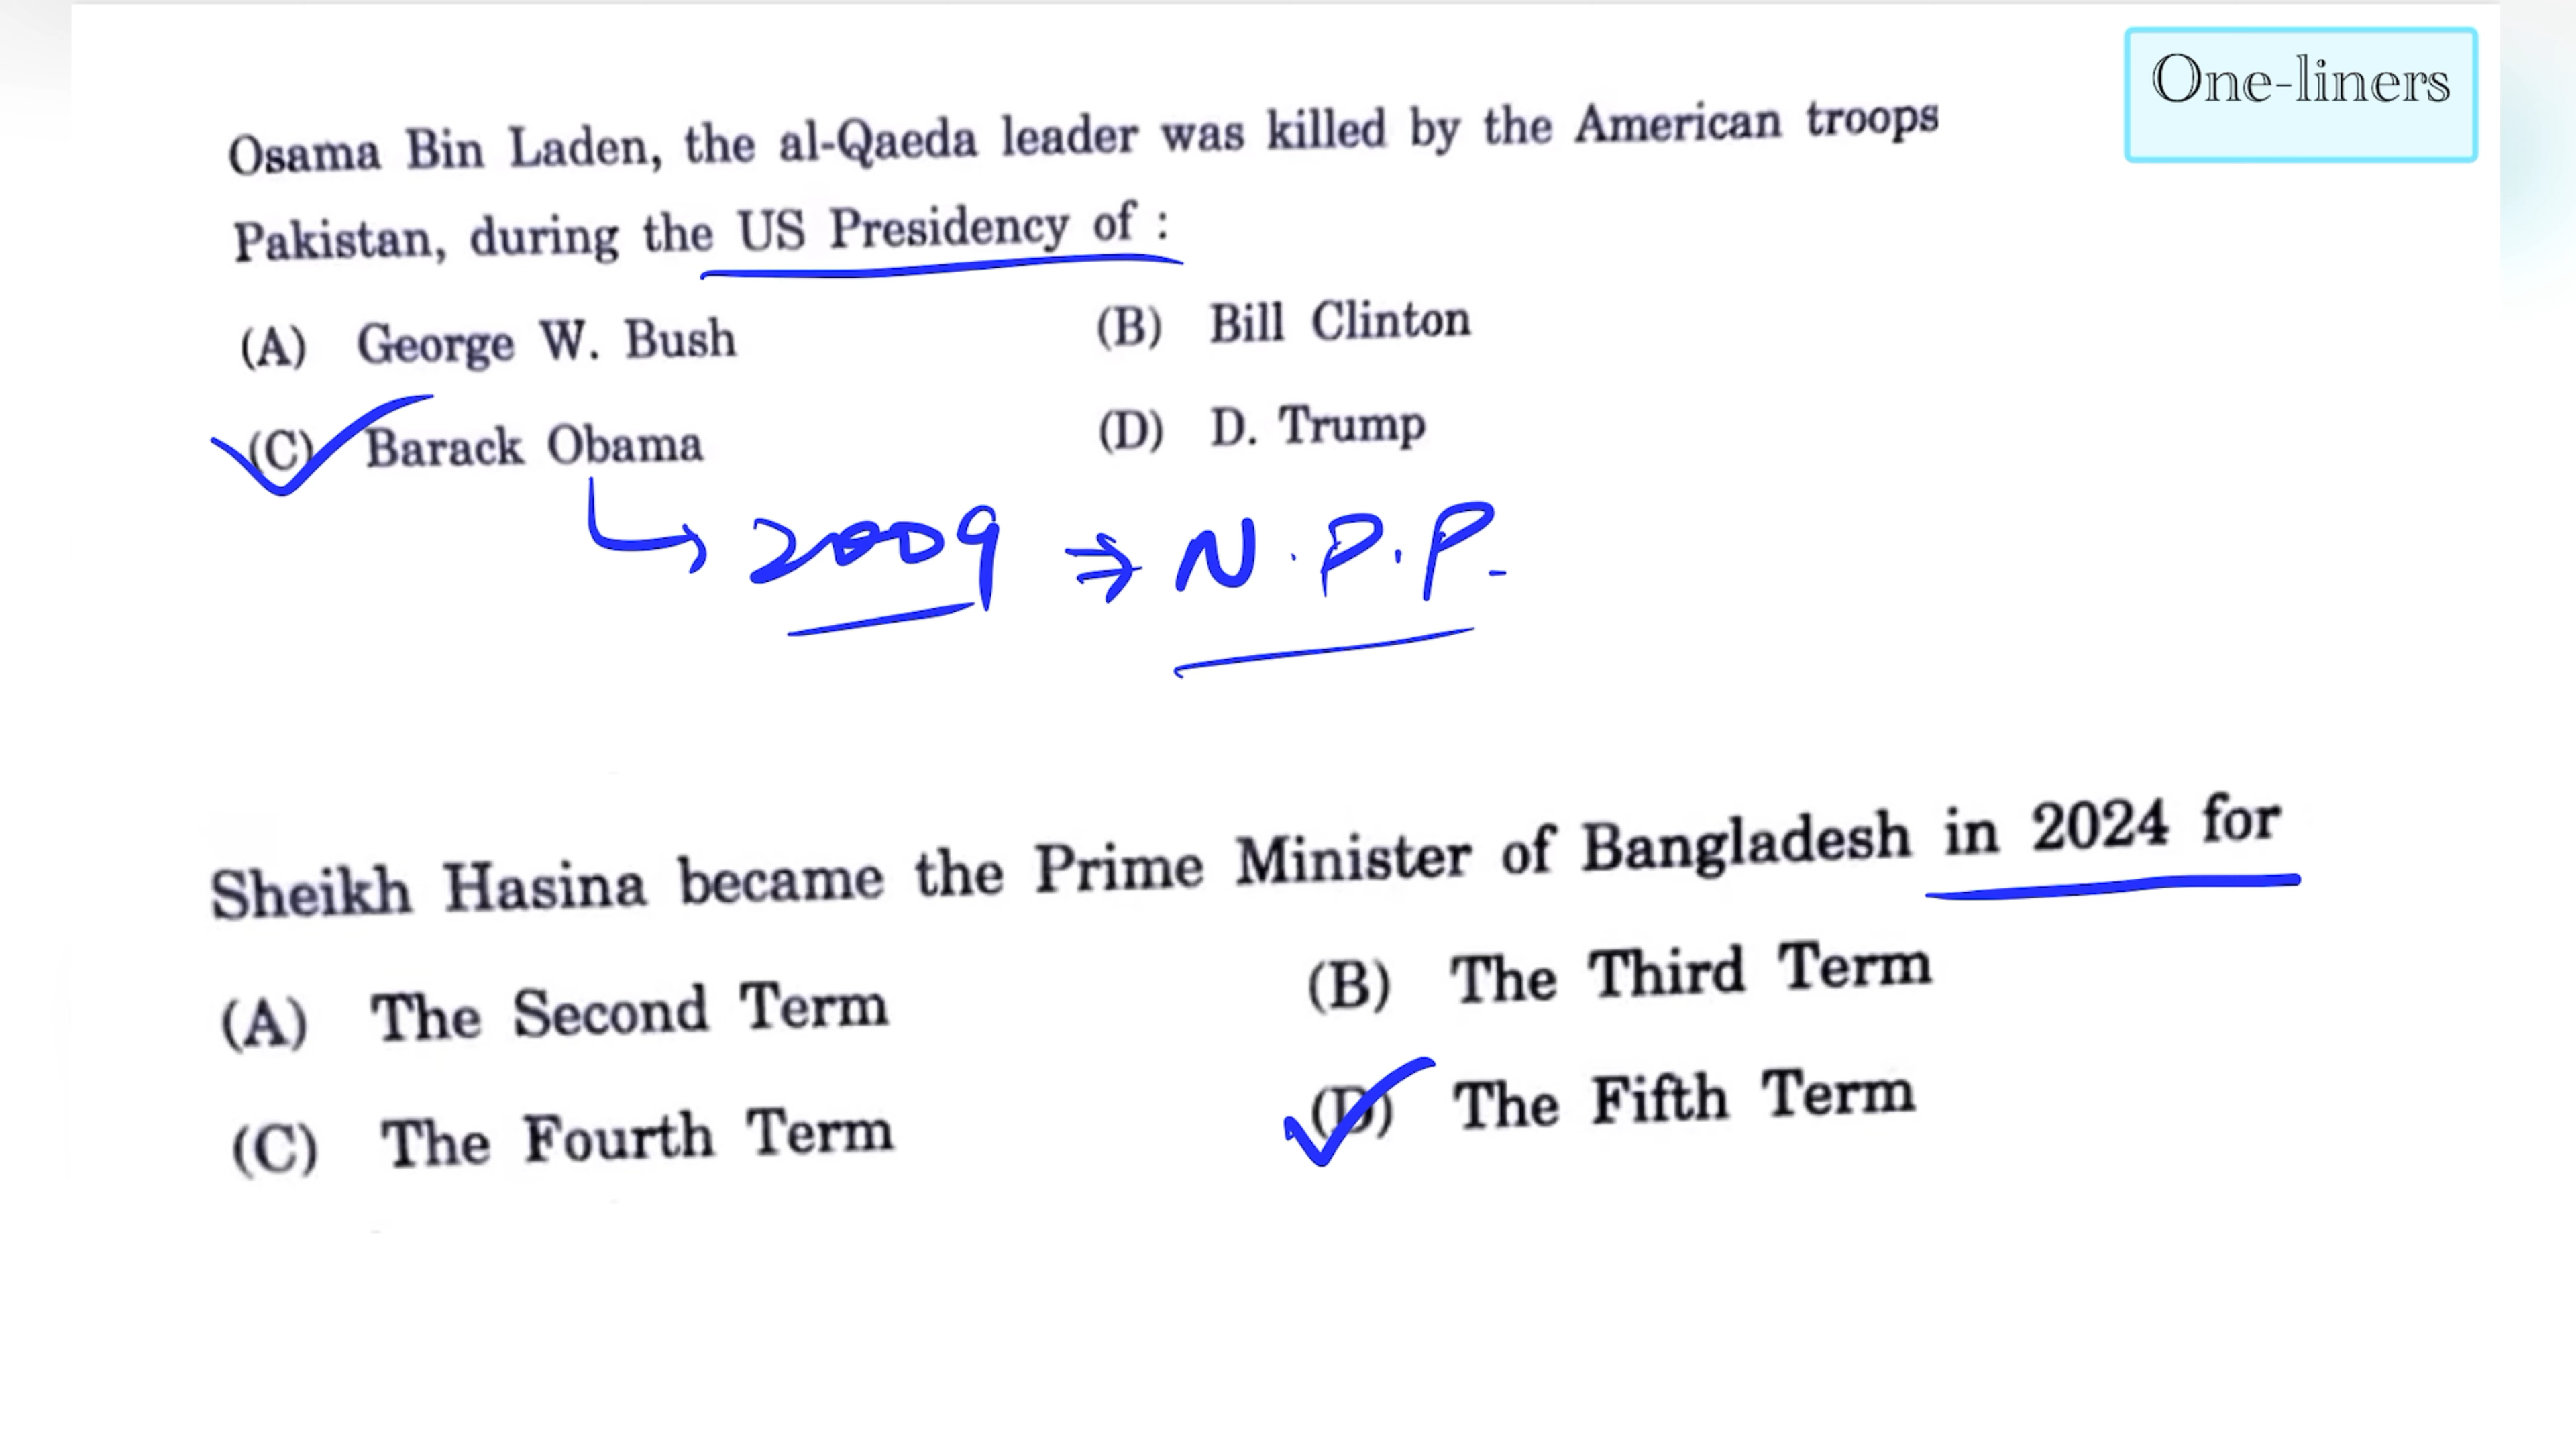 One-liners
Osama Bin Laden, the al-Qaeda leader was killed by the American troops
Pakistan, during the US Presidency of :
(A) George W. Bush (B) Bill Clinton
(C) Barack Obama (D) D. Trump
2009 ⇒ N.P.P.
Sheikh Hasina became the Prime Minister of Bangladesh in 2024 for
(A) The Second Term (B) The Third Term
(C) The Fourth Term (D) The Fifth Term